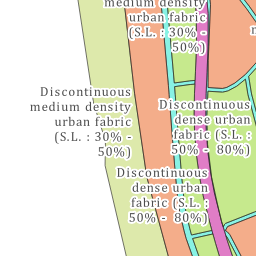 medium density
urban fabric
(S.L. : 30% -
50%)
Discontinuous
medium density
urban fabric
(S.L. : 30% -
50%)
Discontinuous
dense urban
fabric (S.L. :
50% - 80%)
Discontinuous
dense urban
fabric (S.L. :
50% - 80%)